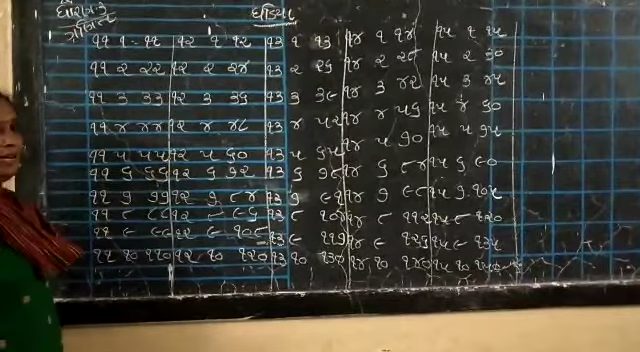 ધોરણ-૩
ગણિત
ઘડિયા
૧૧ ૧ - ૧૧ ૧૨ ૧ ૧૨ ૧૩ ૧ ૧૩ ૧૪ ૧ ૧૪ ૧૫ ૧ ૧૫
૧૧ ૨ ૨૨ ૧૨ ૨ ૨૪ ૧૩ ૨ ૨૬ ૧૪ ૨ ૨૮ ૧૫ ૨ ૩૦
૧૧ ૩ ૩૩ ૧૨ ૩ ૩૬ ૧૩ ૩ ૩૯ ૧૪ ૩ ૪૨ ૧૫ ૩ ૪૫
૧૧ ૪ ૪૪ ૧૨ ૪ ૪૮ ૧૩ ૪ ૫૨ ૧૪ ૪ ૫૬ ૧૫ ૪ ૬૦
૧૧ ૫ ૫૫ ૧૨ ૫ ૬૦ ૧૩ ૫ ૬૫ ૧૪ ૫ ૭૦ ૧૫ ૫ ૭૫
૧૧ ૬ ૬૬ ૧૨ ૬ ૭૨ ૧૩ ૬ ૭૮ ૧૪ ૬ ૮૪ ૧૫ ૬ ૯૦
૧૧ ૭ ૭૭ ૧૨ ૭ ૮૪ ૧૩ ૭ ૯૧ ૧૪ ૭ ૯૮ ૧૫ ૭ ૧૦૫
૧૧ ૮ ૮૮ ૧૨ ૮ ૯૬ ૧૩ ૮ ૧૦૪ ૧૪ ૮ ૧૧૨ ૧૫ ૮ ૧૨૦
૧૧ ૯ ૯૯ ૧૨ ૯ ૧૦૮ ૧૩ ૯ ૧૧૭ ૧૪ ૯ ૧૨૬ ૧૫ ૯ ૧૩૫
૧૧ ૧૦ ૧૧૦ ૧૨ ૧૦ ૧૨૦ ૧૩ ૧૦ ૧૩૦ ૧૪ ૧૦ ૧૪૦ ૧૫ ૧૦ ૧૫૦